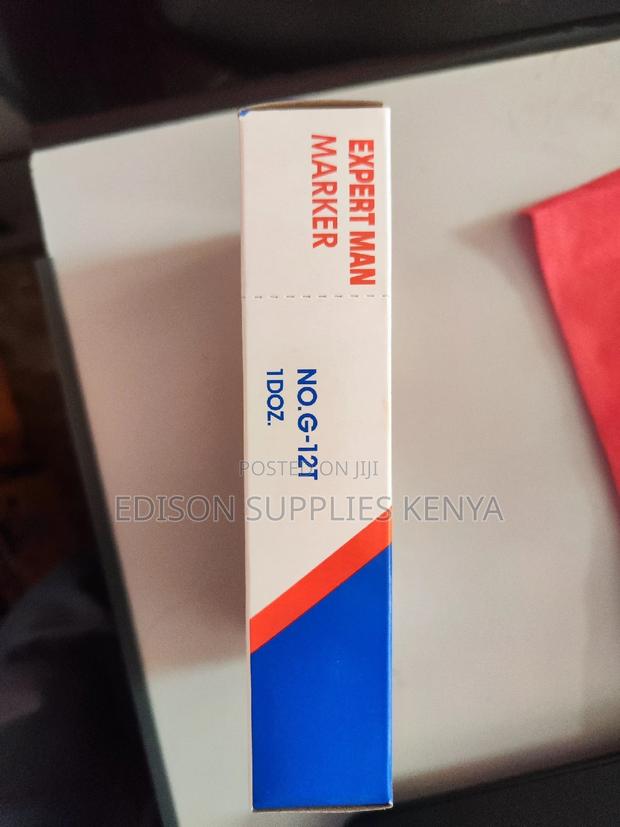 EXPERT MAN
MARKER
NO.G-12T
1DOZ.
POSTED ON JIJI
EDISON SUPPLIES KENYA